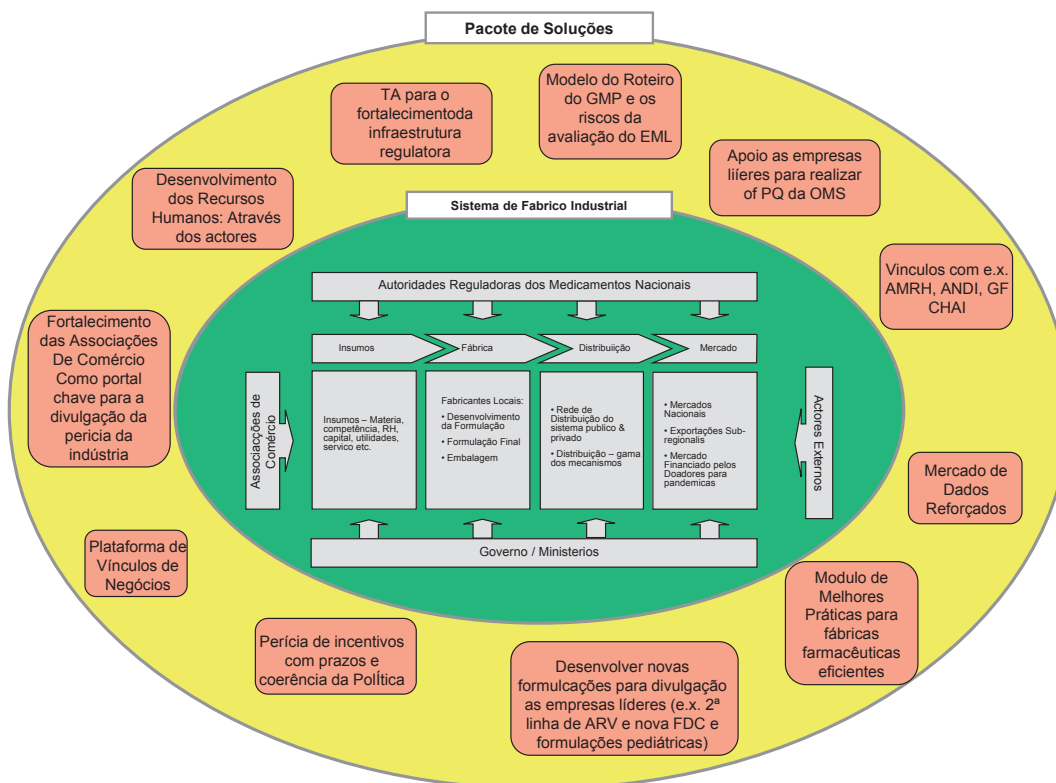 Pacote de Soluções
TA para o
fortalecimentoda
infraestrutura
regulatora
Modelo do Roteiro
do GMP e os
riscos da
avaliação do EML
Apoio as empresas
liíeres para realizar
of PQ da OMS
Desenvolvimento
dos Recursos
Humanos: Através
dos actores
Vinculos com e.x.
AMRH, ANDI, GF
CHAI
Fortalecimento
das Associações
De Comércio
Como portal
chave para a
divulgação da
pericia da
indústria
Mercado de
Dados
Reforçados
Plataforma de
Vínculos de
Negócios
Modulo de
Melhores
Práticas para
fábricas
farmacêuticas
eficientes
Perícia de incentivos
com prazos e
coerência da PolÍtica
Desenvolver novas
formulcações para divulgação
as empresas líderes (e.x. 2ª
linha de ARV e nova FDC e
formulações pediátricas)
Sistema de Fabrico Industrial
Autoridades Reguladoras dos Medicamentos Nacionais
Insumos
Fábrica
Distribuiição
Mercado
Associacções de
Comércio
Insumos – Materia,
competência, RH,
capital, utilidades,
servico etc.
Fabricantes Locais:
• Desenvolvimento
da Formulação
• Formulação Final
• Embalagem
• Rede de
Distribuição do
sistema publico &
privado
• Distribuição – gama
dos mecanismos
• Mercados
Nacionais
• Exportações Sub-
regionalis
• Mercado
Financiado pelos
Doadores para
pandemicas
Actores Externos
Governo / Ministerios